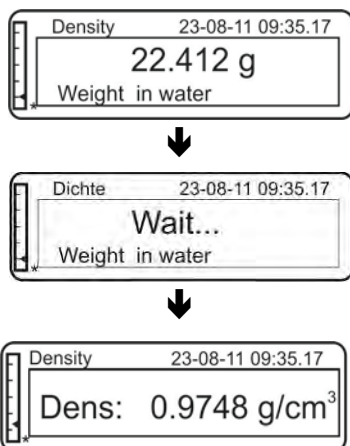 Density 23-08-11 09:35.17
22.412 g
Weight in water
*
Dichte 23-08-11 09:35.17
Wait...
Weight in water
*
Density 23-08-11 09:35.17
Dens: 0.9748 g/cm³
*